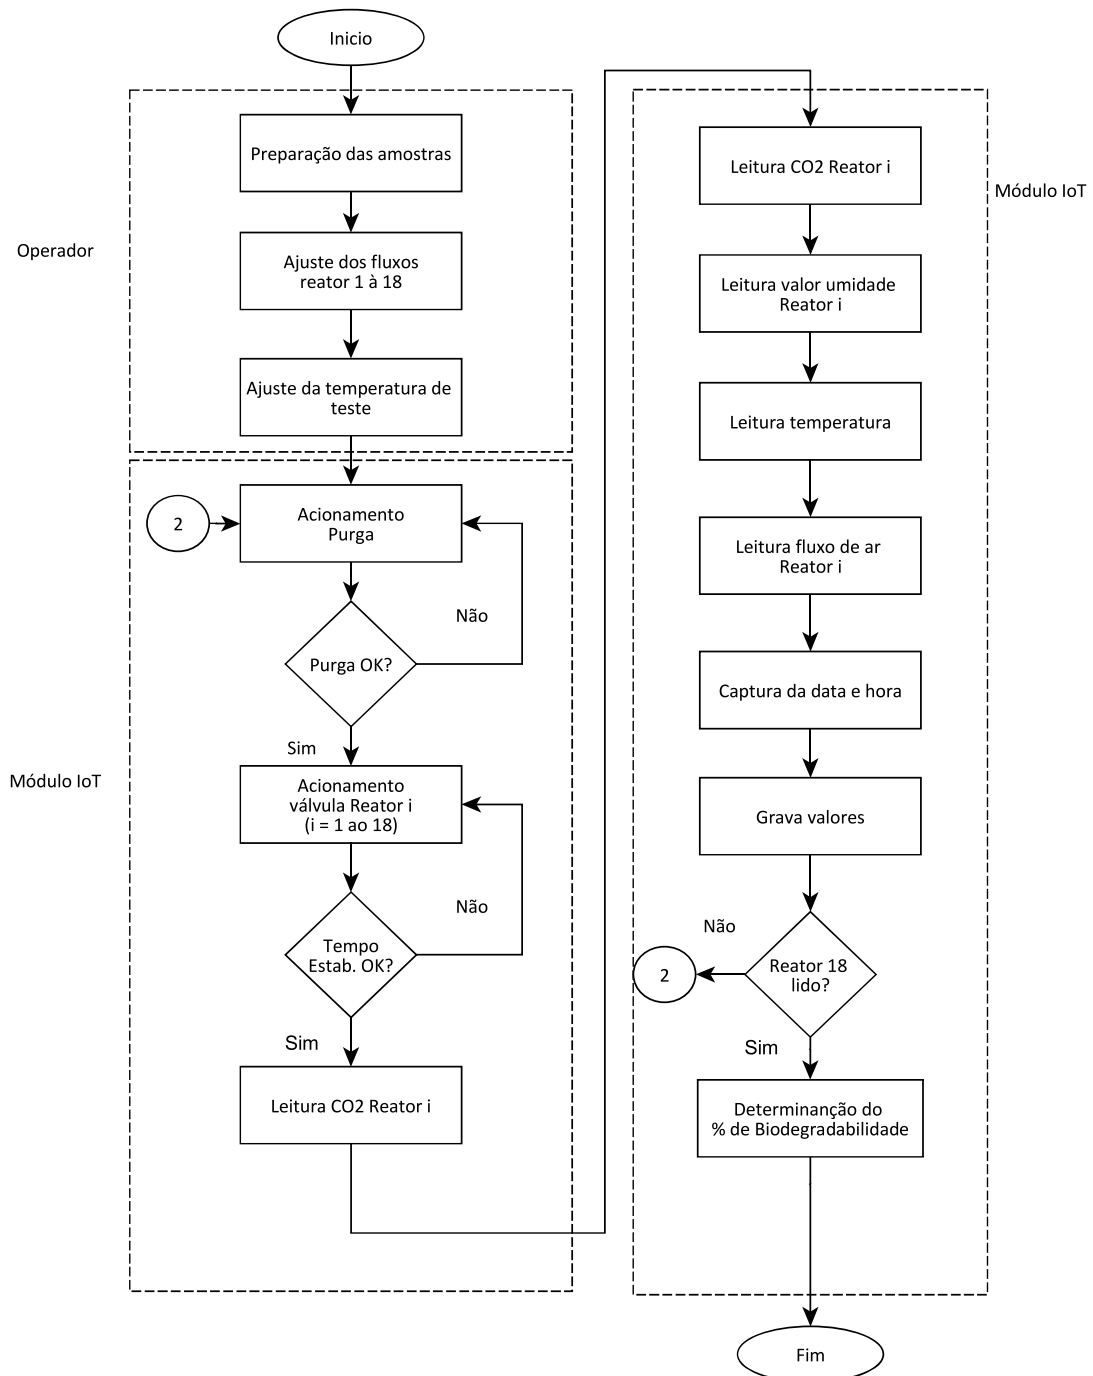 Inicio
Operador
Preparação das amostras
Ajuste dos fluxos
reator 1 à 18
Ajuste da temperatura de
teste
Módulo IoT
2
Acionamento
Purga
Não
Purga OK?
Sim
Acionamento
válvula Reator i
(i = 1 ao 18)
Não
Tempo
Estab. OK?
Sim
Leitura CO2 Reator i
Módulo IoT
Leitura CO2 Reator i
Leitura valor umidade
Reator i
Leitura temperatura
Leitura fluxo de ar
Reator i
Captura da data e hora
Grava valores
Não
2
Reator 18
lido?
Sim
Determinanção do
% de Biodegradabilidade
Fim